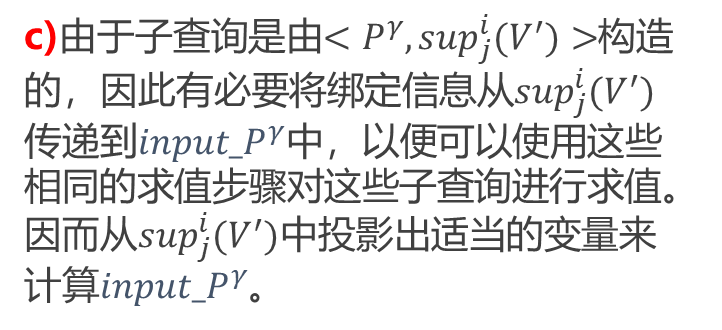 c)由于子查询是由< 𝑃^𝛾, 𝑠𝑢𝑝_𝑗^𝑖(𝑉′) >构造
的，因此有必要将绑定信息从𝑠𝑢𝑝_𝑗^𝑖(𝑉′)
传递到𝑖𝑛𝑝𝑢𝑡_𝑃^𝛾中，以便可以使用这些
相同的求值步骤对这些子查询进行求值。
因而从𝑠𝑢𝑝_𝑗^𝑖(𝑉′)中投影出适当的变量来
计算𝑖𝑛𝑝𝑢𝑡_𝑃^𝛾。